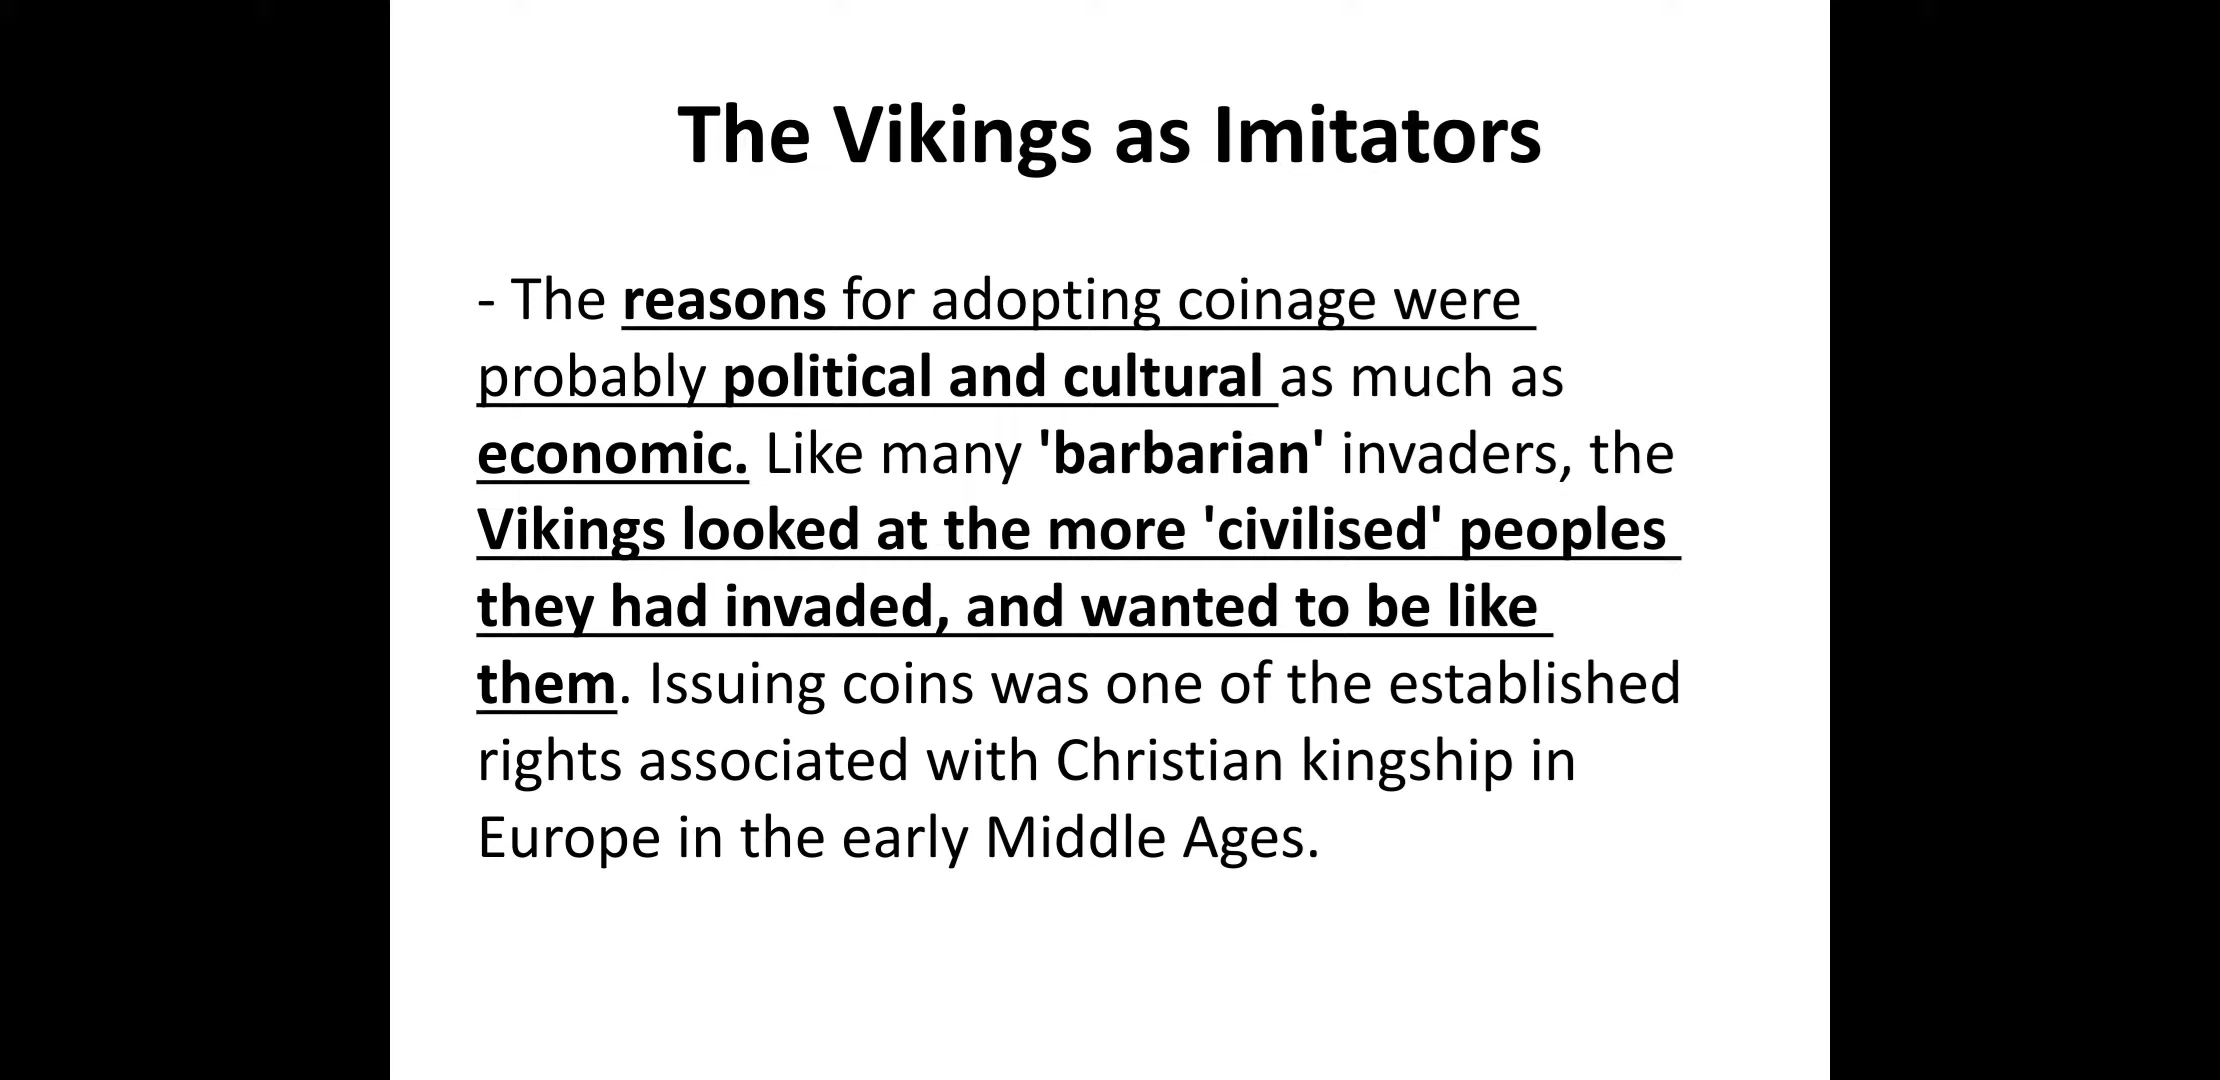 The Vikings as Imitators
- The reasons for adopting coinage were
probably political and cultural as much as
economic. Like many 'barbarian' invaders, the
Vikings looked at the more 'civilised' peoples
they had invaded, and wanted to be like
them. Issuing coins was one of the established
rights associated with Christian kingship in
Europe in the early Middle Ages.